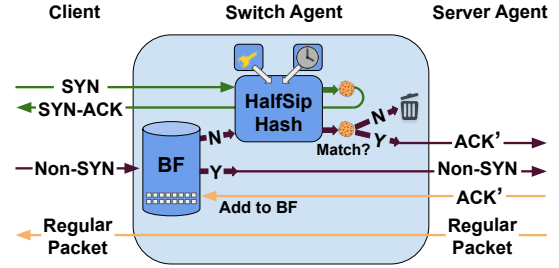 Client Switch Agent Server Agent
SYN
SYN-ACK
HalfSip
Hash
N
Match?
Y
ACK’
N
Non-SYN
BF
Y
Non-SYN
ACK’
Add to BF
Regular
Packet
Regular
Packet